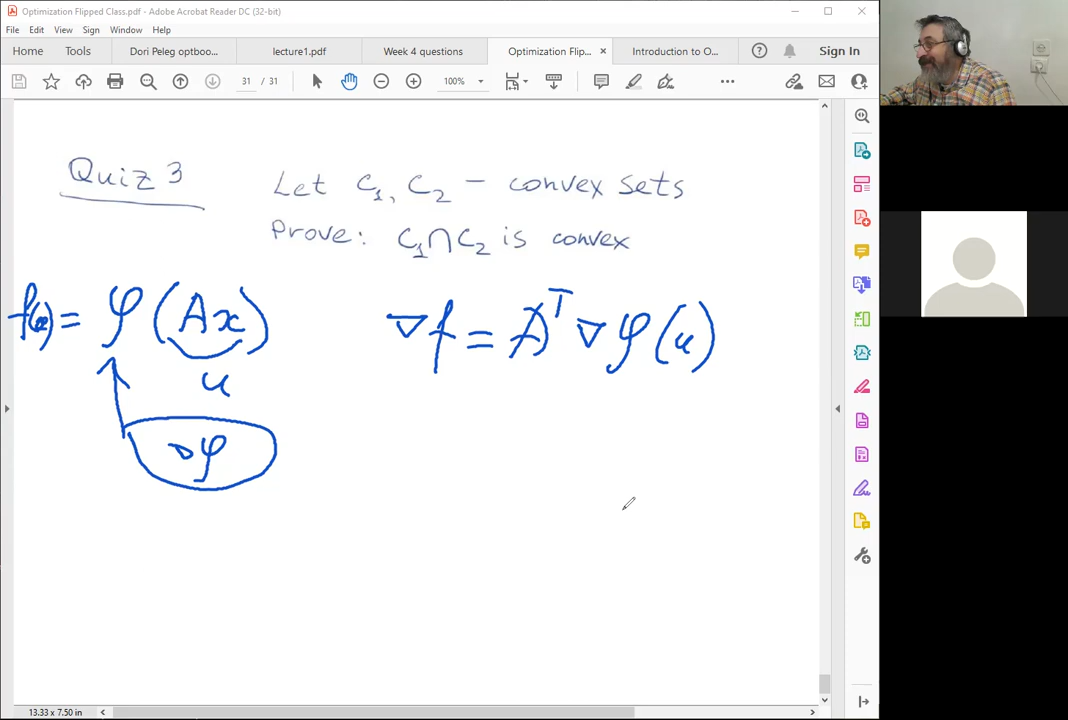 Optimization Flipped Class.pdf - Adobe Acrobat Reader DC (32-bit)
File Edit View Sign Window Help
Home Tools Dori Peleg optboo... lecture1.pdf Week 4 questions Optimization Flip... × Introduction to O... Sign In
31 / 31 100%
Quiz 3
Let C₁, C₂ – convex sets
Prove: C₁∩C₂ is convex
f(x) = φ(Ax)
u
∇f = Aᵀ∇φ(u)
∇φ
13.33 x 7.50 in